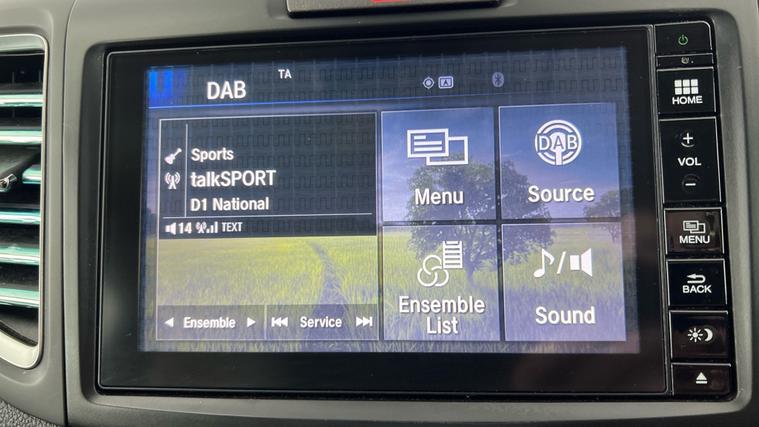 TA
DAB
A
Sports
talkSPORT
D1 National
14 TEXT
Ensemble
Service
Menu
DAB
Source
Ensemble
List
Sound
HOME
+
VOL
-
MENU
BACK